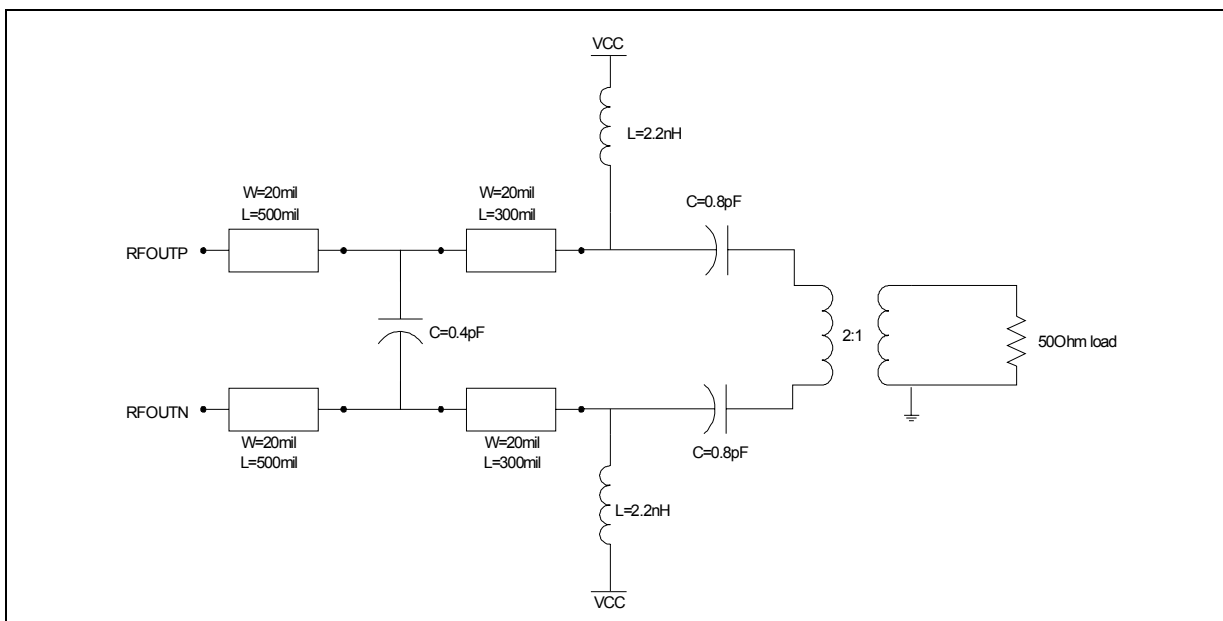 VCC
L=2.2nH
W=20mil
L=500mil
W=20mil
L=300mil
C=0.8pF
RFOUTP
C=0.4pF
2:1
50Ohm load
RFOUTN
W=20mil
L=500mil
W=20mil
L=300mil
C=0.8pF
L=2.2nH
VCC